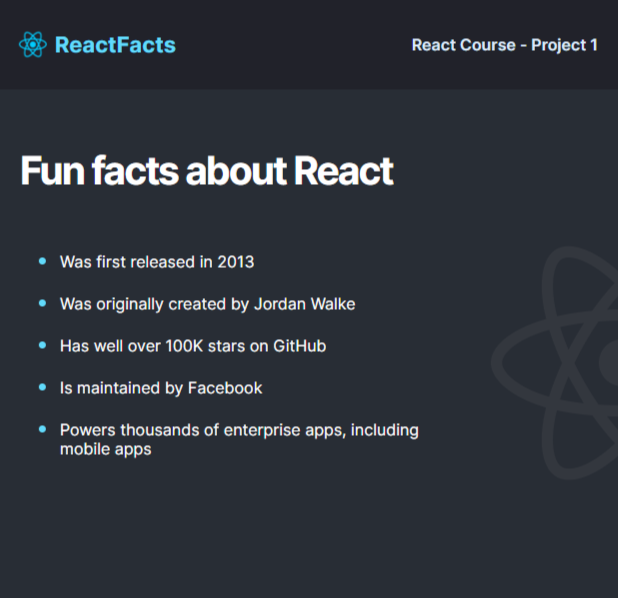 ReactFacts
React Course - Project 1
Fun facts about React
Was first released in 2013
Was originally created by Jordan Walke
Has well over 100K stars on GitHub
Is maintained by Facebook
Powers thousands of enterprise apps, including
mobile apps